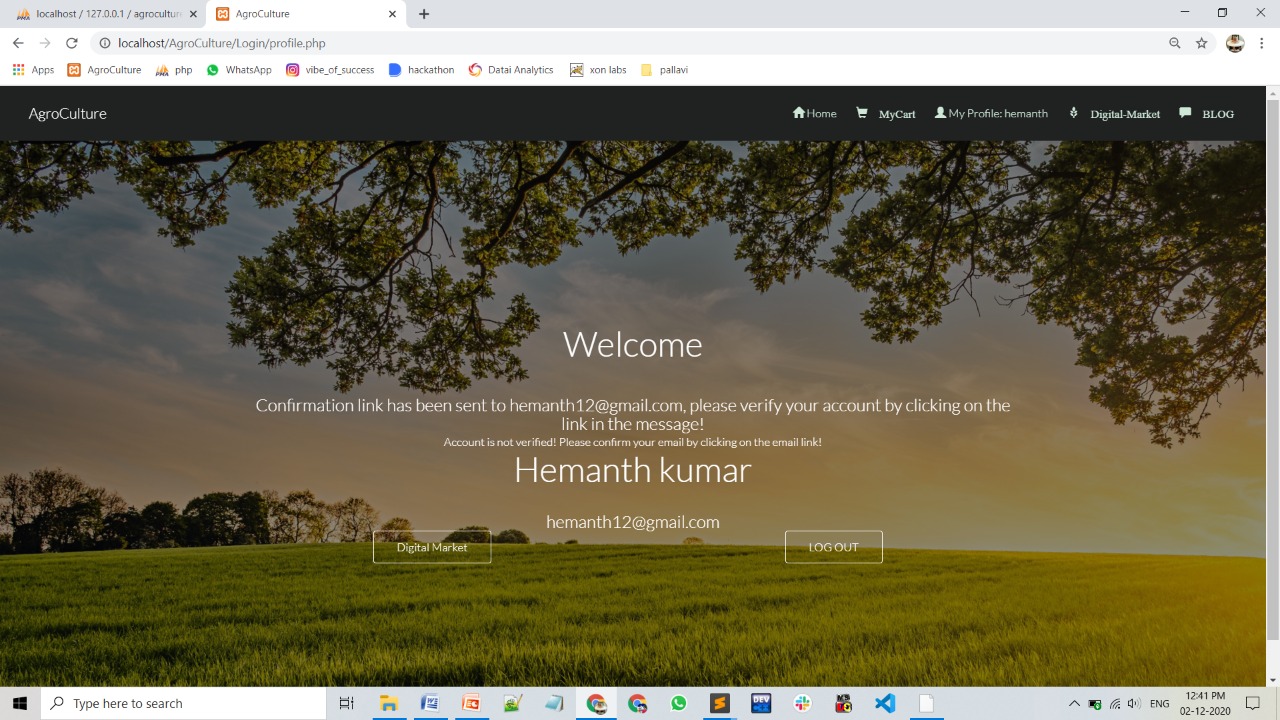 localhost / 127.0.0.1 / agroculture
AgroCulture
localhost/AgroCulture/Login/profile.php
Apps AgroCulture php WhatsApp vibe_of_success hackathon Datai Analytics xon labs pallavi
AgroCulture Home MyCart My Profile: hemanth Digital-Market BLOG
Welcome
Confirmation link has been sent to hemanth12@gmail.com, please verify your account by clicking on the
link in the message!
Account is not verified! Please confirm your email by clicking on the email link!
Hemanth kumar
hemanth12@gmail.com
Digital Market LOG OUT
Type here to search
ENG
12:41 PM
02-12-2020